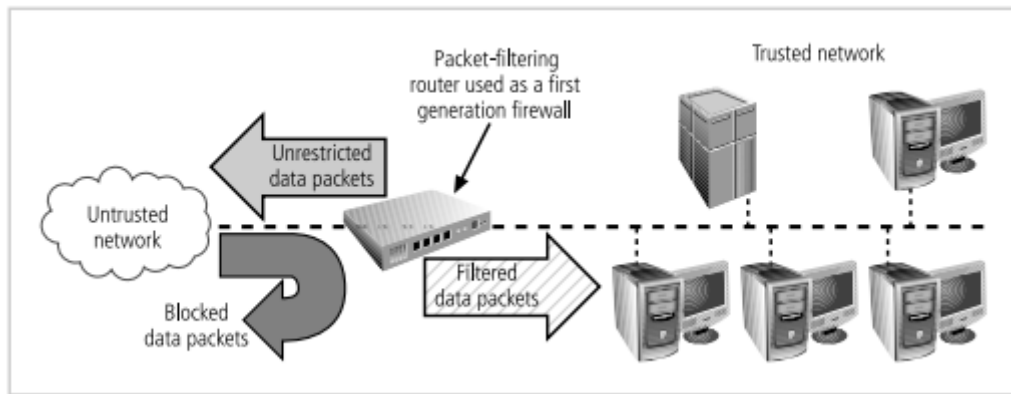 Packet-filtering
router used as a first
generation firewall
Trusted network
Unrestricted
data packets
Untrusted
network
Filtered
data packets
Blocked
data packets